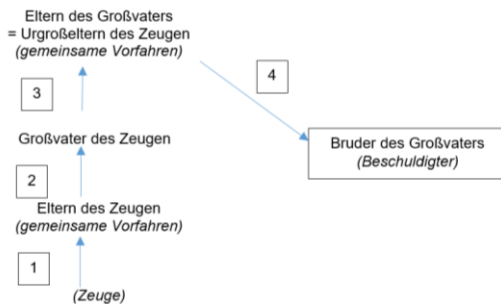 Eltern des Großvaters
= Urgroßeltern des Zeugen
(gemeinsame Vorfahren)
4
3
Großvater des Zeugen
Bruder des Großvaters
(Beschuldigter)
2
Eltern des Zeugen
(gemeinsame Vorfahren)
1
(Zeuge)